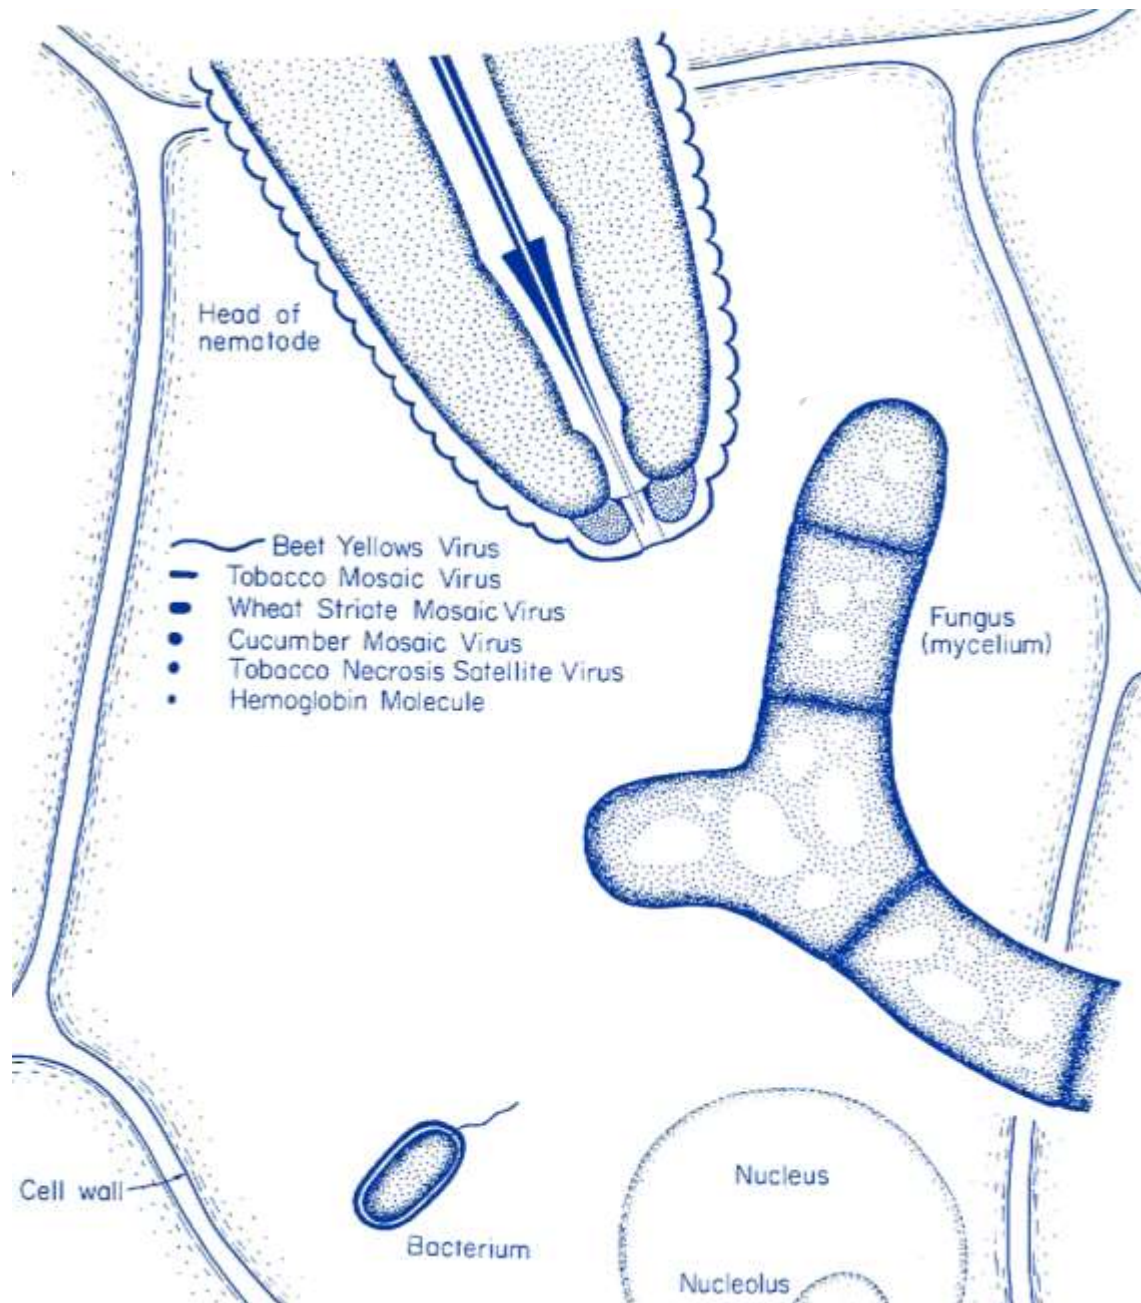 Head of
nematode
Beet Yellows Virus
Tobacco Mosaic Virus
Wheat Striate Mosaic Virus
Cucumber Mosaic Virus
Tobacco Necrosis Satellite Virus
Hemoglobin Molecule
Fungus
(mycelium)
Cell wall
Bacterium
Nucleus
Nucleolus